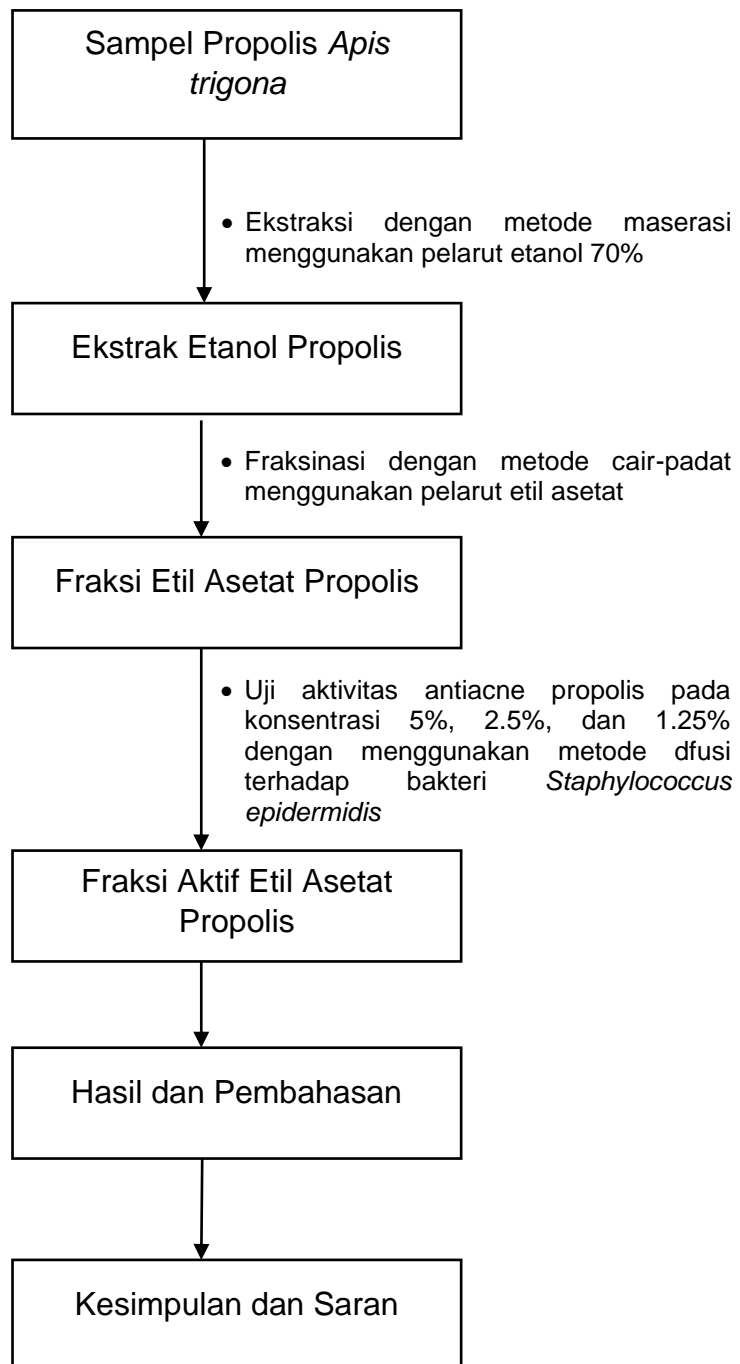 Sampel Propolis Apis
trigona
• Ekstraksi dengan metode maserasi
menggunakan pelarut etanol 70%
Ekstrak Etanol Propolis
• Fraksinasi dengan metode cair-padat
menggunakan pelarut etil asetat
Fraksi Etil Asetat Propolis
• Uji aktivitas antiacne propolis pada
konsentrasi 5%, 2.5%, dan 1.25%
dengan menggunakan metode dfusi
terhadap bakteri Staphylococcus
epidermidis
Fraksi Aktif Etil Asetat
Propolis
Hasil dan Pembahasan
Kesimpulan dan Saran